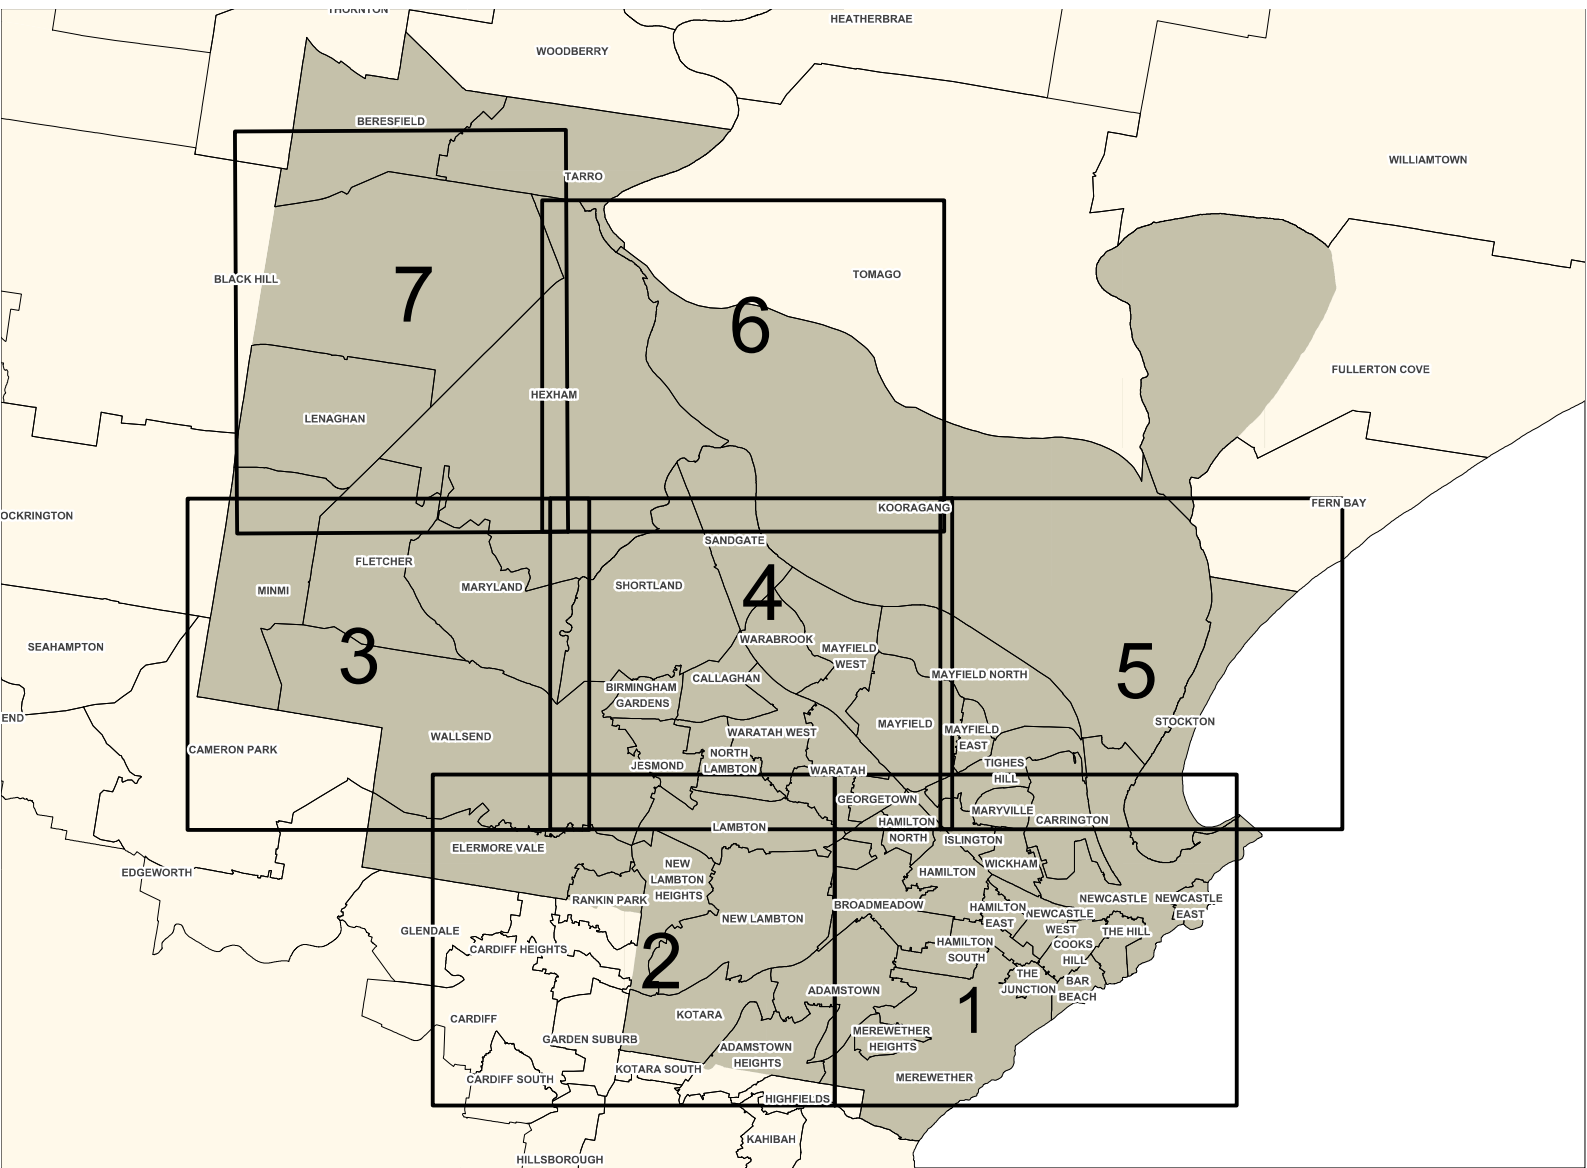 THORNTON
HEATHERBRAE
WOODBERRY
BERESFIELD
WILLIAMTOWN
TARRO
TOMAGO
BLACK HILL
7
6
FULLERTON COVE
HEXHAM
LENAGHAN
FERN BAY
KOORAGANG
OCKRINGTON
SANDGATE
FLETCHER
MINMI
MARYLAND
SHORTLAND
4
SEAHAMPTON
WARABROOK
3
MAYFIELD
WEST
5
CALLAGHAN
MAYFIELD NORTH
BIRMINGHAM
GARDENS
END
MAYFIELD
STOCKTON
WALLSEND
WARATAH WEST
MAYFIELD
EAST
CAMERON PARK
NORTH
LAMBTON
JESMOND
WARATAH
TIGHES
HILL
GEORGETOWN
MARYVILLE
CARRINGTON
LAMBTON
HAMILTON
NORTH
ISLINGTON
ELERMORE VALE
NEW
LAMBTON
HEIGHTS
WICKHAM
EDGEWORTH
HAMILTON
RANKIN PARK
BROADMEADOW
NEWCASTLE
NEWCASTLE
EAST
HAMILTON
EAST
NEWCASTLE
WEST
NEW LAMBTON
GLENDALE
THE HILL
CARDIFF HEIGHTS
HAMILTON
SOUTH
COOKS
HILL
2
THE
JUNCTION
BAR
BEACH
ADAMSTOWN
1
CARDIFF
KOTARA
GARDEN SUBURB
MEREWETHER
HEIGHTS
ADAMSTOWN
HEIGHTS
KOTARA SOUTH
CARDIFF SOUTH
MEREWETHER
HIGHFIELDS
KAHIBAH
HILLSBOROUGH